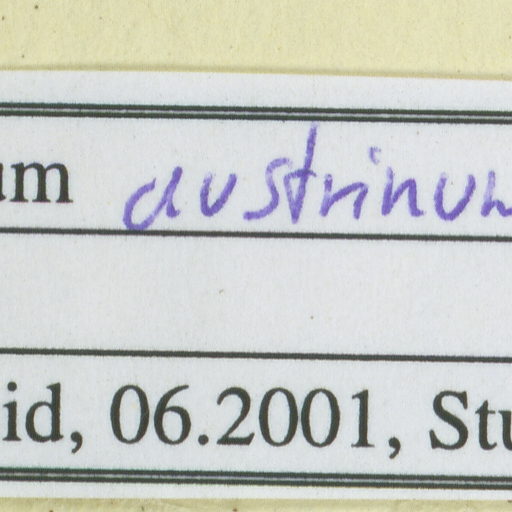 um austrinum
id, 06.2001, Stu